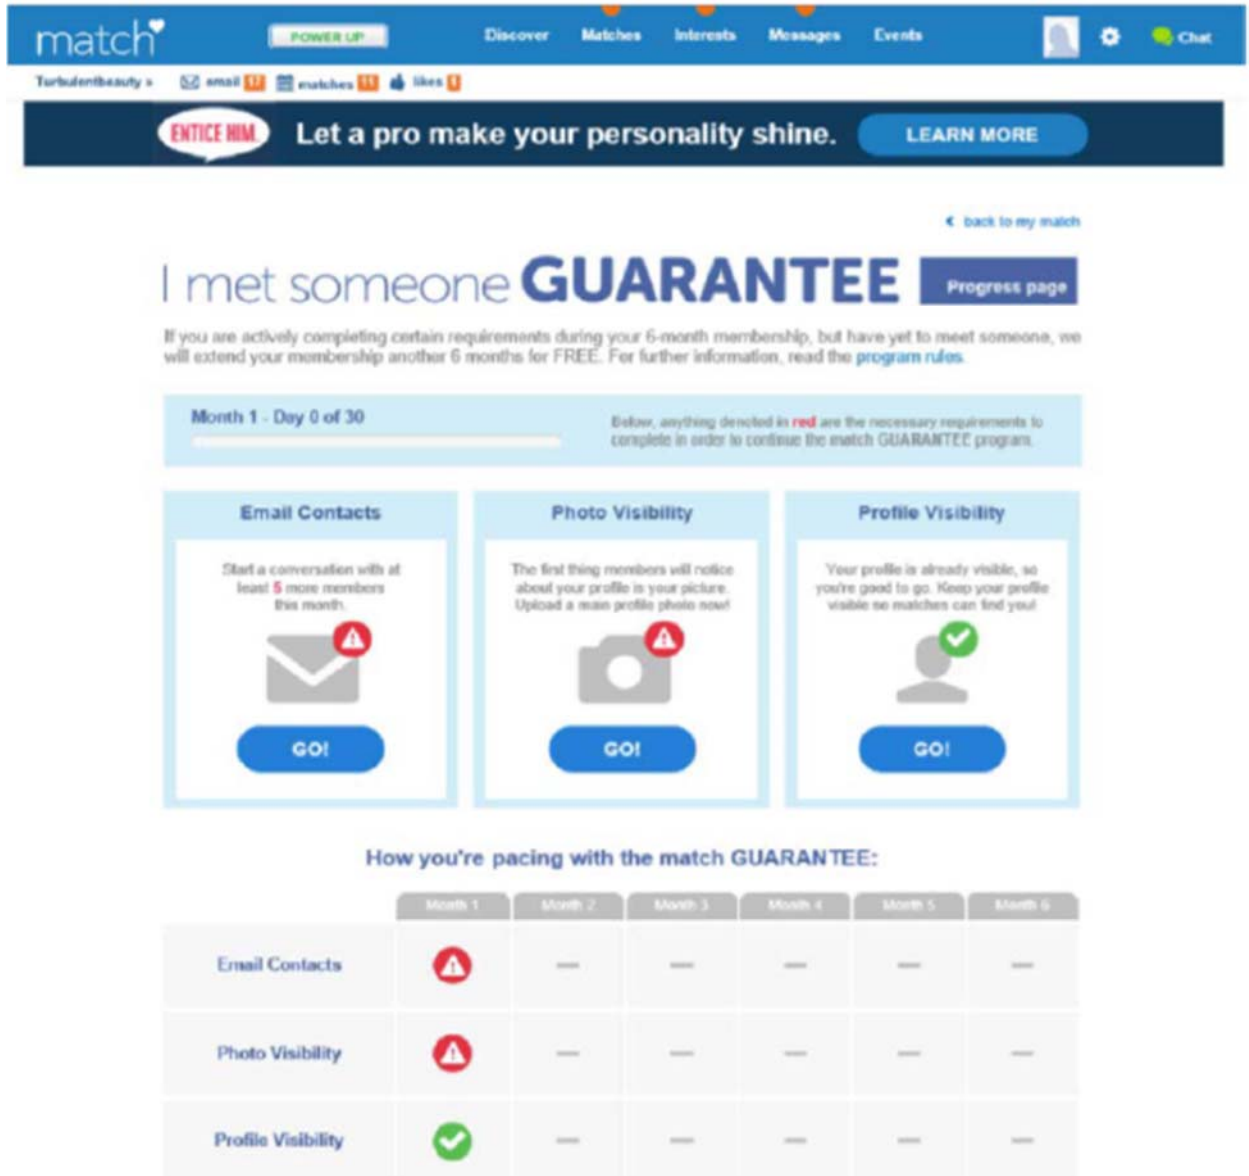 match
POWER UP
Discover Matches Interests Messages Events Chat
Turbulentbeauty » email 17 matches 11 likes 1
ENTICE HIM. Let a pro make your personality shine. LEARN MORE
< back to my match
I met someone GUARANTEE Progress page
If you are actively completing certain requirements during your 6-month membership, but have yet to meet someone, we
will extend your membership another 6 months for FREE. For further information, read the program rules.
Month 1 - Day 0 of 30
Below, anything denoted in red are the necessary requirements to
complete in order to continue the match GUARANTEE program.
Email Contacts
Start a conversation with at
least 5 more members
this month.
GO!
Photo Visibility
The first thing members will notice
about your profile is your picture.
Upload a main profile photo now!
GO!
Profile Visibility
Your profile is already visible, so
you're good to go. Keep your profile
visible so matches can find you!
GO!
How you're pacing with the match GUARANTEE:
Month 1 Month 2 Month 3 Month 4 Month 5 Month 6
Email Contacts — — — — —
Photo Visibility — — — — —
Profile Visibility — — — — —